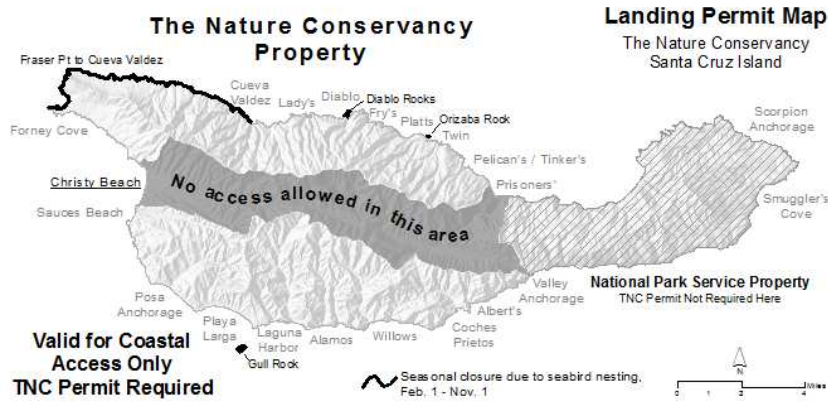 The Nature Conservancy
Property
Landing Permit Map
The Nature Conservancy
Santa Cruz Island
Fraser Pt to Cueva Valdez
Cueva
Valdez
Lady's
Diablo
Diablo Rocks
Fry's
Platts
Orizaba Rock
Twin
Scorpion
Anchorage
Forney Cove
Pelican's / Tinker's
Prisoners'
Christy Beach
No access allowed in this area
Smuggler's
Cove
Sauces Beach
Valley
Anchorage
National Park Service Property
TNC Permit Not Required Here
Posa
Anchorage
Albert's
Playa
Larga
Laguna
Harbor
Alamos
Willows
Coches
Prietos
Gull Rock
Valid for Coastal
Access Only
TNC Permit Required
Seasonal closure due to seabird nesting,
Feb. 1 - Nov. 1
N
0 1 2 4 Miles